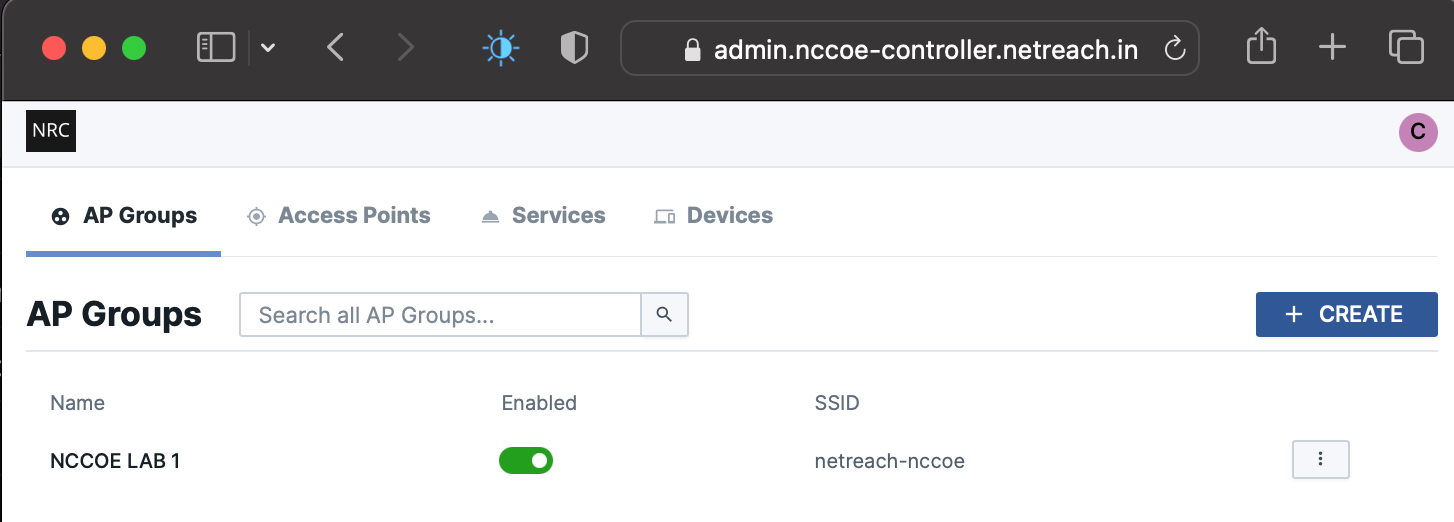 admin.nccoe-controller.netreach.in
NRC
C
AP Groups Access Points Services Devices
AP Groups Search all AP Groups... + CREATE
Name Enabled SSID
NCCOE LAB 1 netreach-nccoe